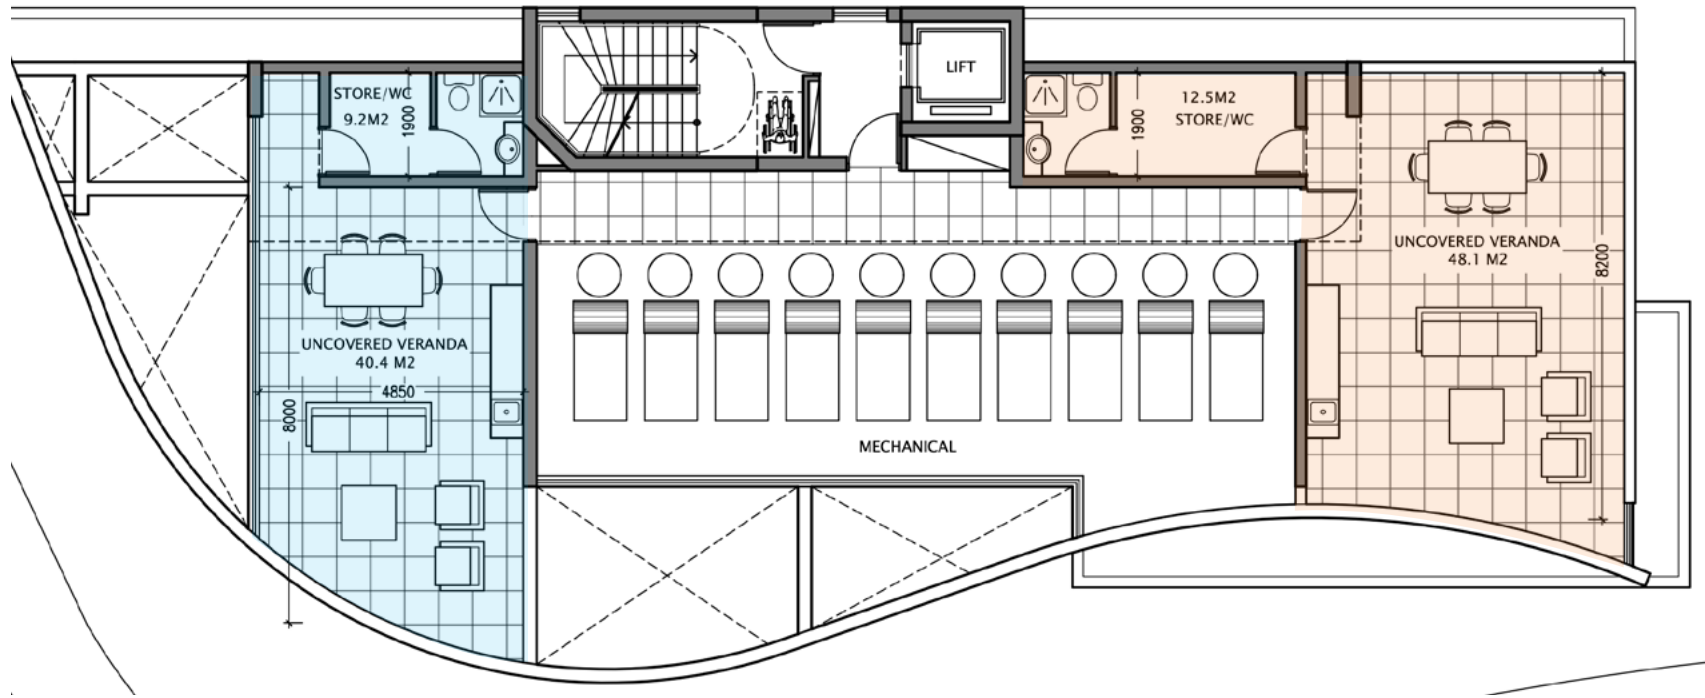 LIFT
STORE/WC
9.2M2
1900
12.5M2
STORE/WC
1900
UNCOVERED VERANDA
48.1 M2
8200
UNCOVERED VERANDA
40.4 M2
4850
8000
MECHANICAL